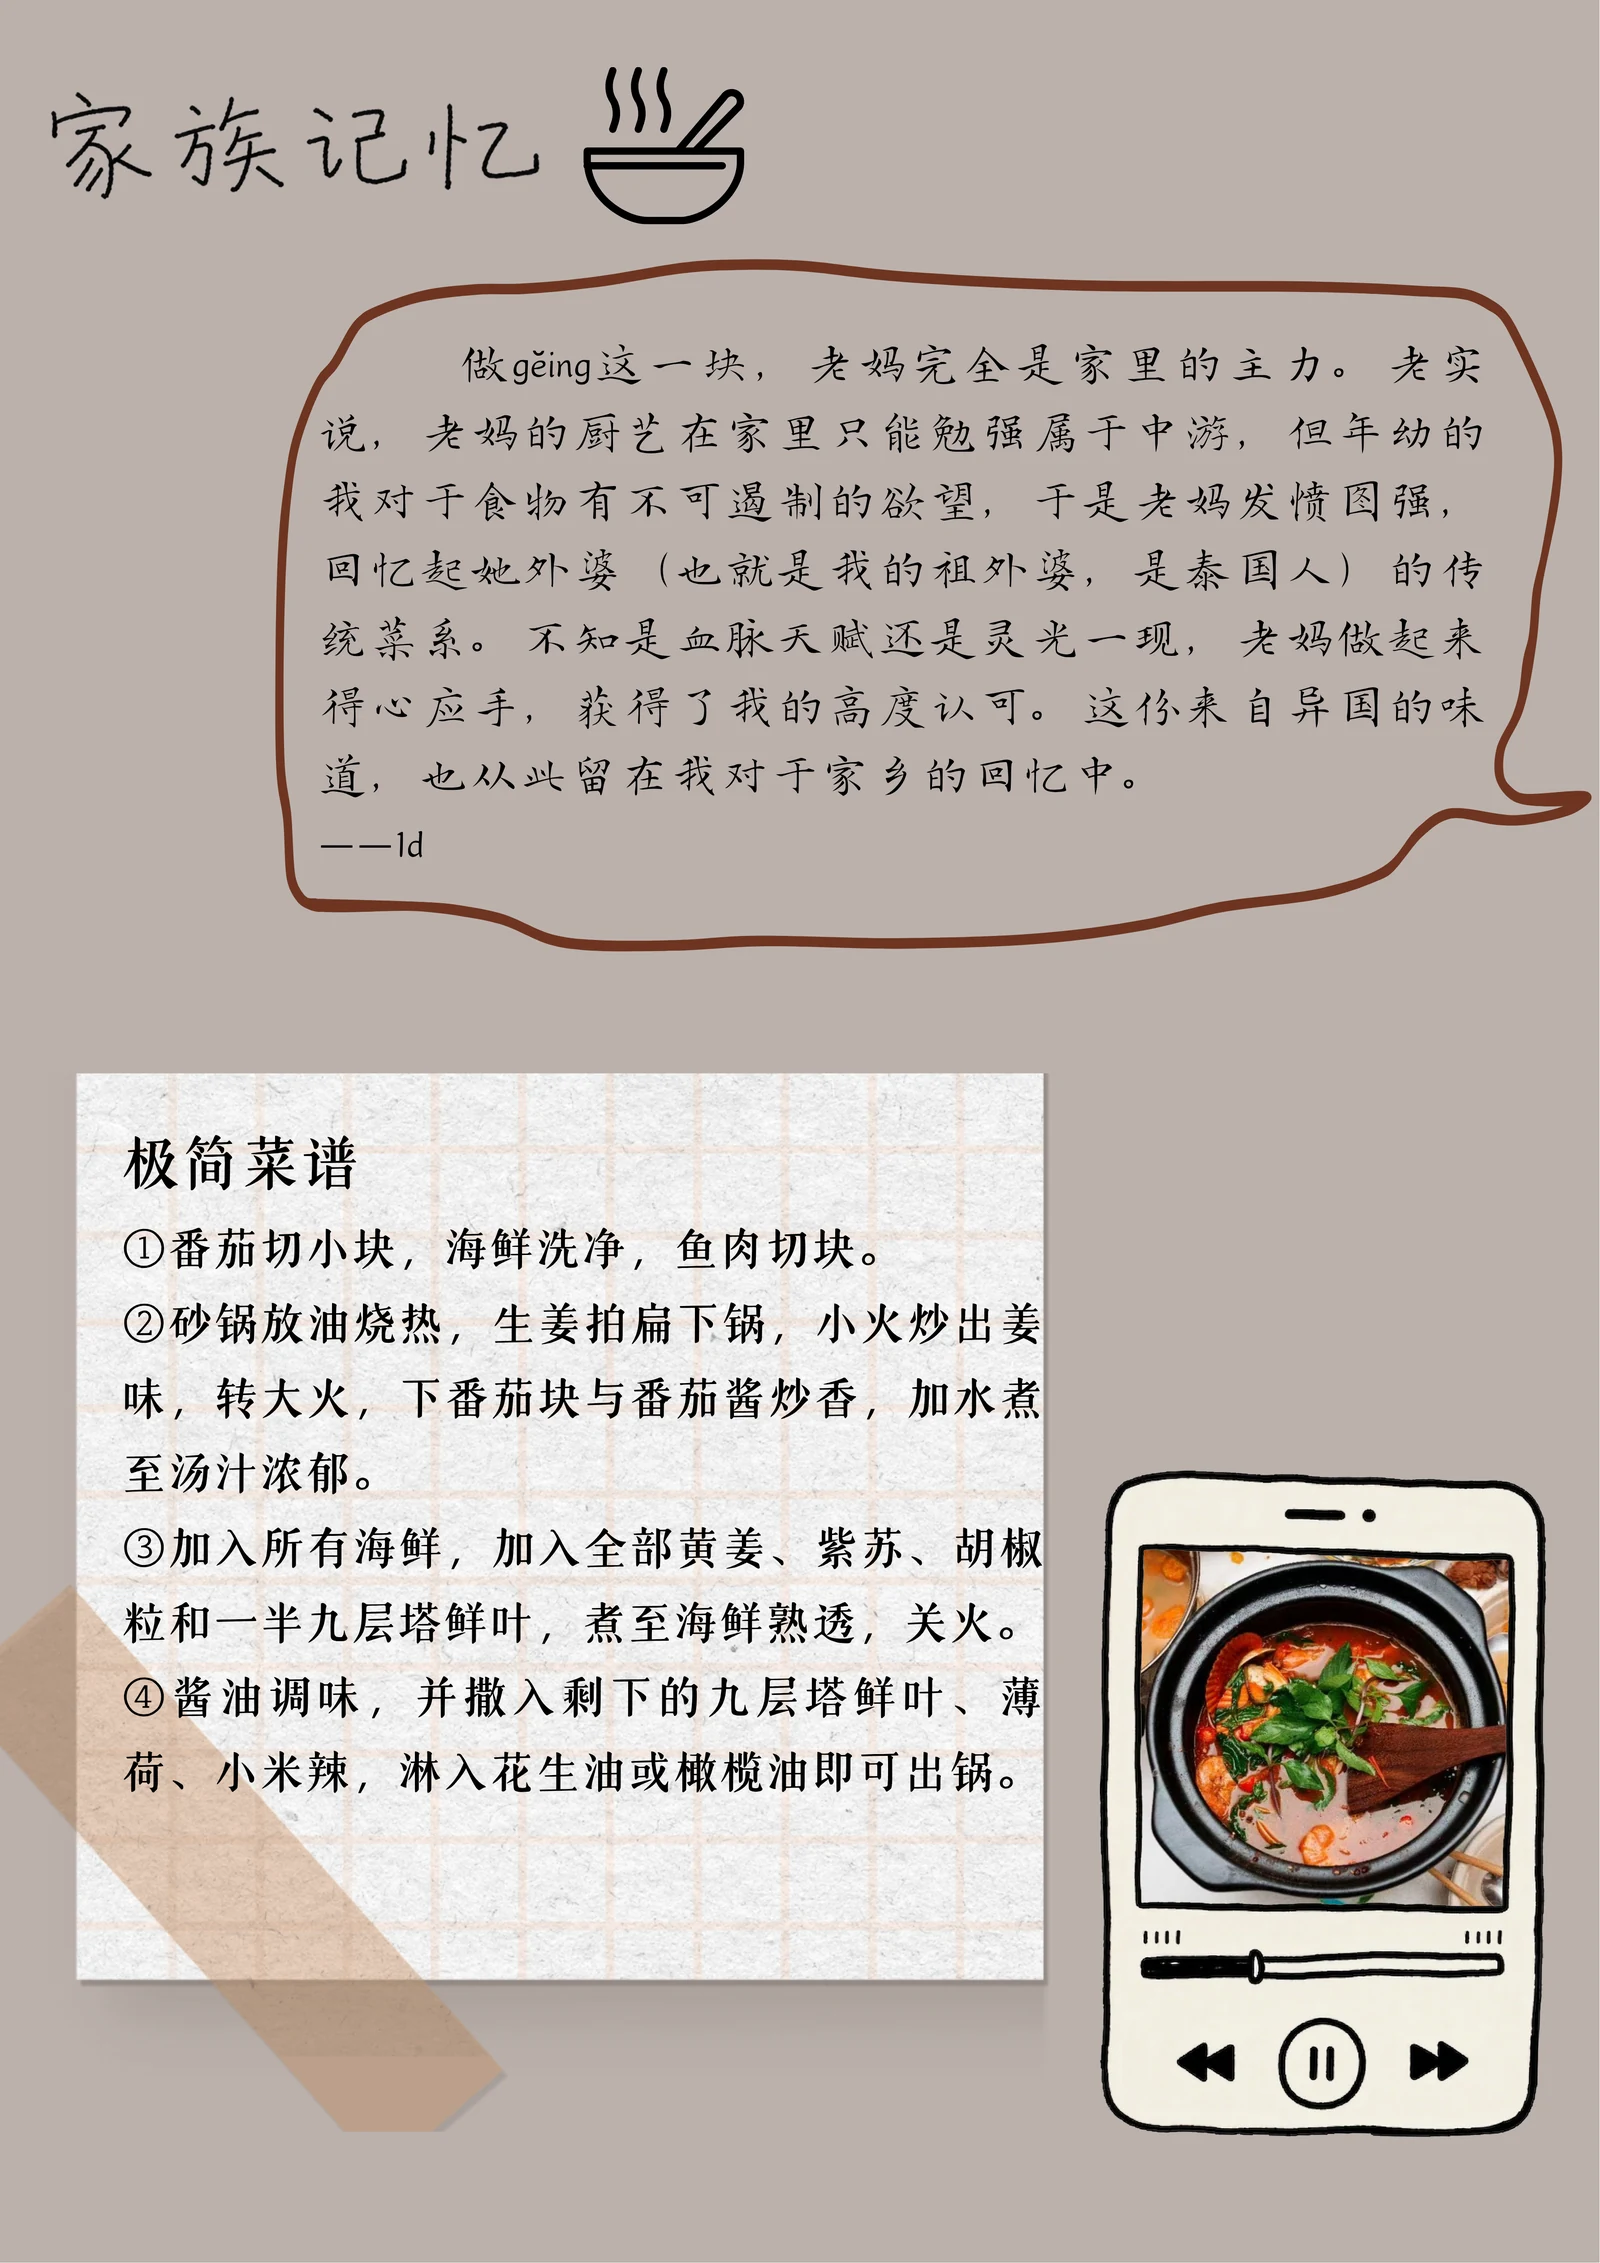 家族记忆
做gěing这一块，老妈完全是家里的主力。老实
说，老妈的厨艺在家里只能勉强属于中游，但年幼的
我对于食物有不可遏制的欲望，于是老妈发愤图强，
回忆起她外婆（也就是我的祖外婆，是泰国人）的传
统菜系。不知是血脉天赋还是灵光一现，老妈做起来
得心应手，获得了我的高度认可。这份来自异国的味
道，也从此留在我对于家乡的回忆中。
——ld
极简菜谱
①番茄切小块，海鲜洗净，鱼肉切块。
②砂锅放油烧热，生姜拍扁下锅，小火炒出姜
味，转大火，下番茄块与番茄酱炒香，加水煮
至汤汁浓郁。
③加入所有海鲜，加入全部黄姜、紫苏、胡椒
粒和一半九层塔鲜叶，煮至海鲜熟透，关火。
④酱油调味，并撒入剩下的九层塔鲜叶、薄
荷、小米辣，淋入花生油或橄榄油即可出锅。